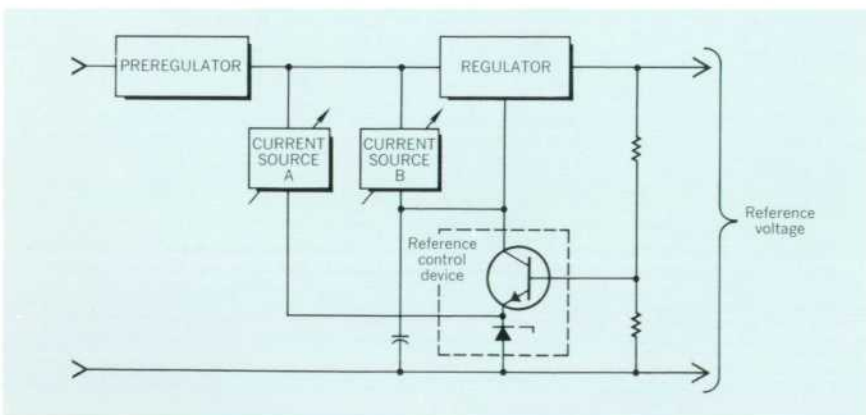 PREREGULATOR
REGULATOR
CURRENT
SOURCE
A
CURRENT
SOURCE
B
Reference
control
device
Reference
voltage